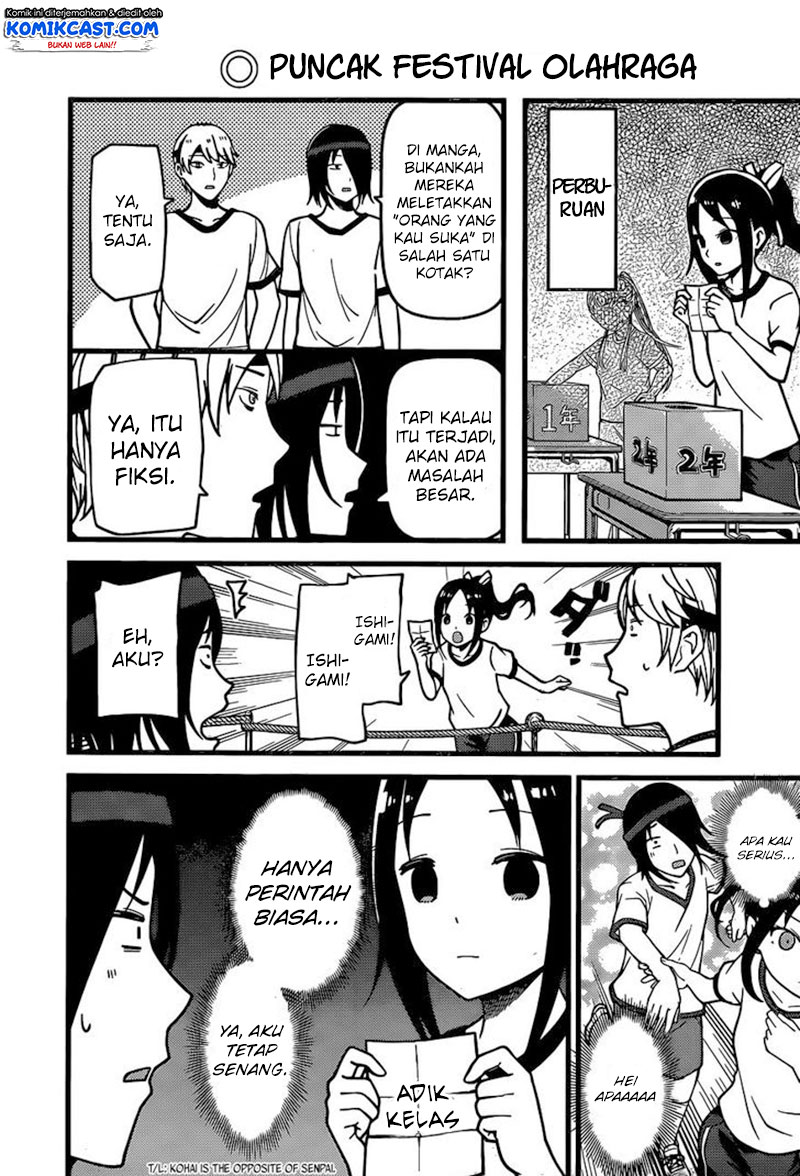 Komik ini diterjemahkan & diedit oleh
KOMIKCAST.COM
BUKAN WEB LAIN!!
PUNCAK FESTIVAL OLAHRAGA
PERBU-
RUAN
1年
2年
2年
DI MANGA,
BUKANKAH
MEREKA
MELETAKKAN
"ORANG YANG
KAU SUKA" DI
SALAH SATU
KOTAK?
YA,
TENTU
SAJA.
TAPI KALAU
ITU TERJADI,
AKAN ADA
MASALAH
BESAR.
YA, ITU
HANYA
FIKSI.
ダッ
ISHI-
GAMI!
ISHI-
GAMI!
EH,
AKU?
APA KAU
SERIUS...
HEI
APAAAAA
HANYA
PERINTAH
BIASA...
YA, AKU
TETAP
SENANG.
ADIK
KELAS
T/L: KOHAI IS THE OPPOSITE OF SENPAI